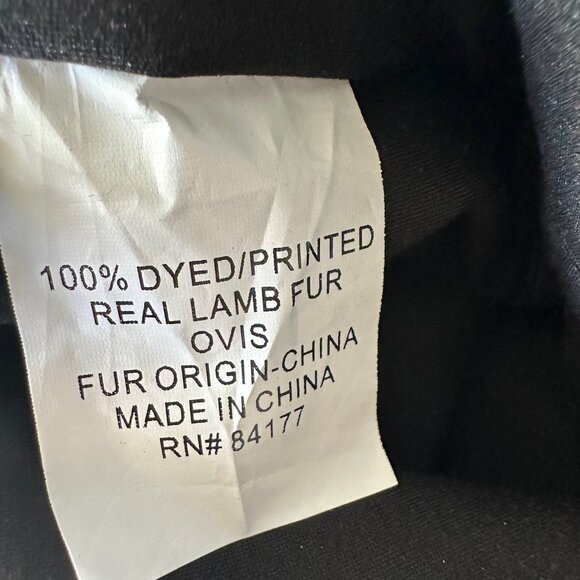 100% DYED/PRINTED
REAL LAMB FUR
OVIS
FUR ORIGIN-CHINA
MADE IN CHINA
RN# 84177